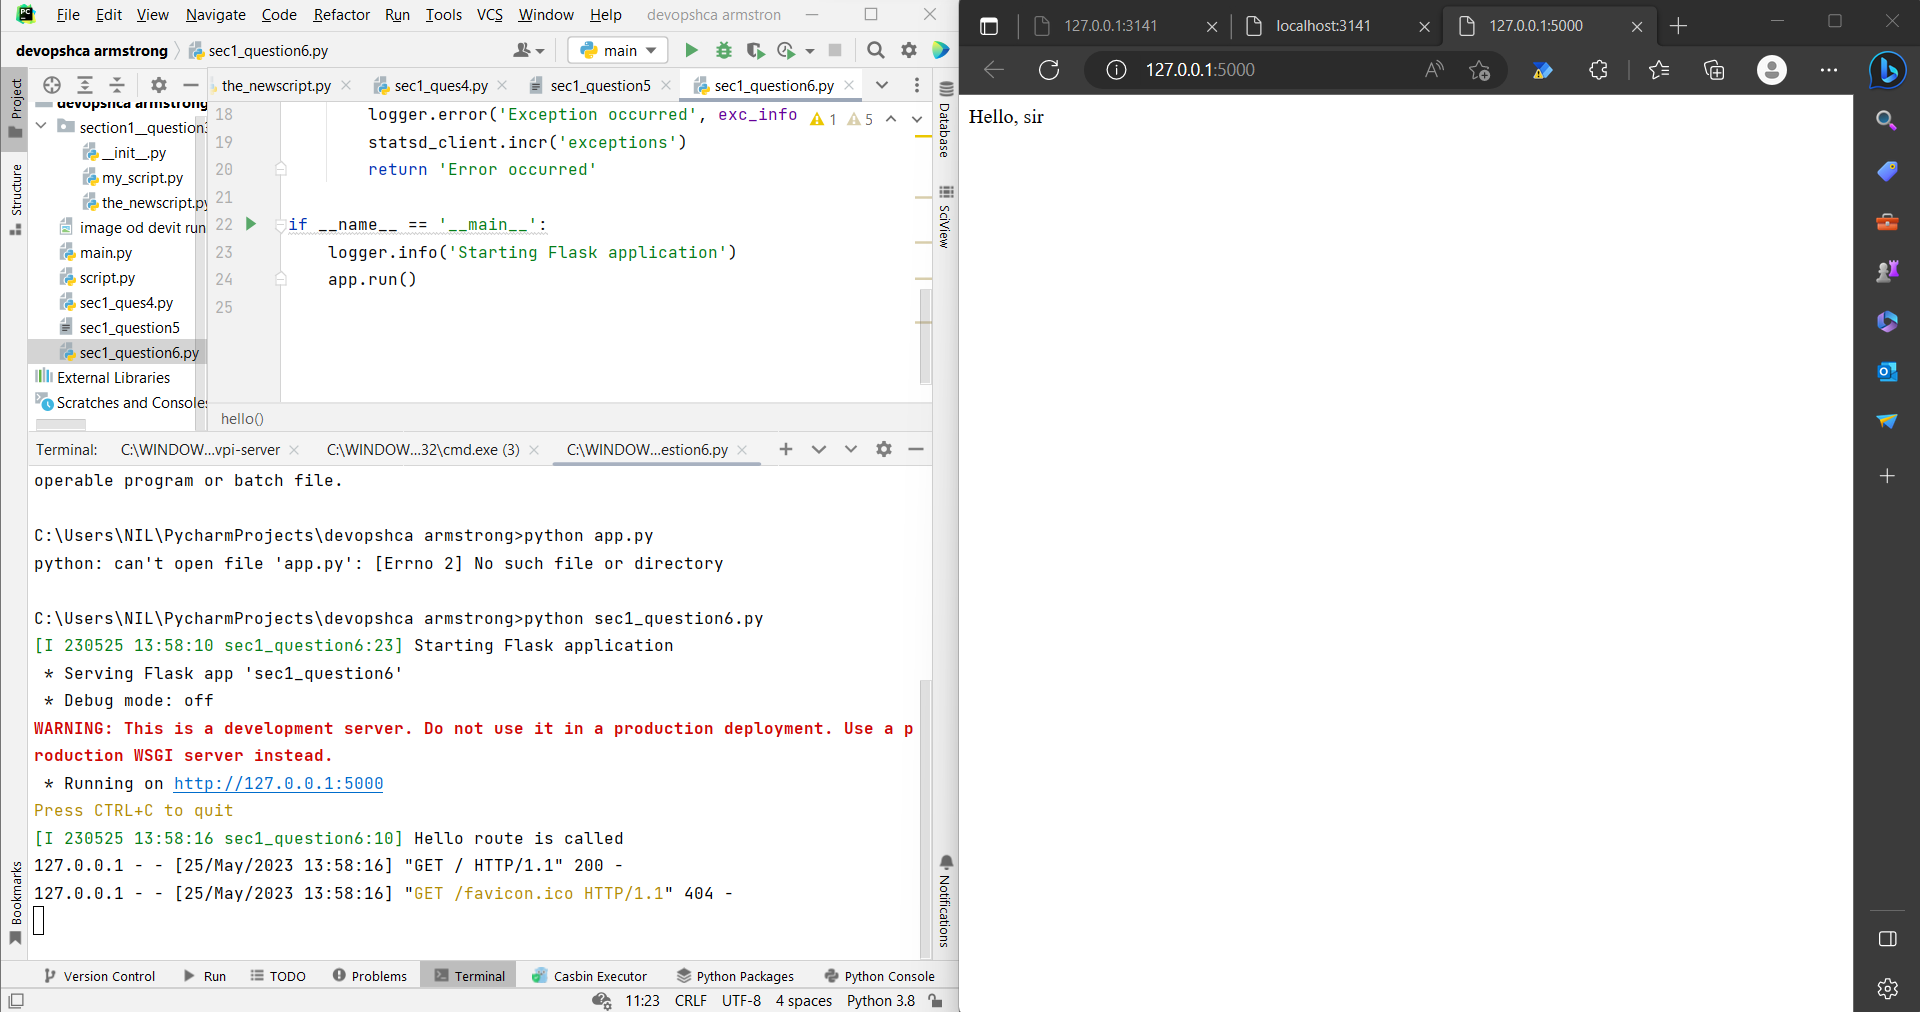 File Edit View Navigate Code Refactor Run Tools VCS Window Help devopshca armstron
devopshca armstrong sec1_question6.py main
Project
Structure
Bookmarks
devopshca armstrong
section1__question3
__init__.py
my_script.py
the_newscript.py
image od devit run
main.py
script.py
sec1_ques4.py
sec1_question5
sec1_question6.py
External Libraries
Scratches and Consoles
the_newscript.py sec1_ques4.py sec1_question5 sec1_question6.py
18 logger.error('Exception occurred', exc_info 1 5
19 statsd_client.incr('exceptions')
20 return 'Error occurred'
21
22 if __name__ == '__main__':
23 logger.info('Starting Flask application')
24 app.run()
25
hello()
Database
SciView
Notifications
Terminal: C:\WINDOW...vpi-server C:\WINDOW...32\cmd.exe (3) C:\WINDOW...estion6.py
operable program or batch file.
C:\Users\NIL\PycharmProjects\devopshca armstrong>python app.py
python: can't open file 'app.py': [Errno 2] No such file or directory
C:\Users\NIL\PycharmProjects\devopshca armstrong>python sec1_question6.py
[I 230525 13:58:10 sec1_question6:23] Starting Flask application
* Serving Flask app 'sec1_question6'
* Debug mode: off
WARNING: This is a development server. Do not use it in a production deployment. Use a p
roduction WSGI server instead.
* Running on http://127.0.0.1:5000
Press CTRL+C to quit
[I 230525 13:58:16 sec1_question6:10] Hello route is called
127.0.0.1 - - [25/May/2023 13:58:16] "GET / HTTP/1.1" 200 -
127.0.0.1 - - [25/May/2023 13:58:16] "GET /favicon.ico HTTP/1.1" 404 -
Version Control Run TODO Problems Terminal Casbin Executor Python Packages Python Console
11:23 CRLF UTF-8 4 spaces Python 3.8
127.0.0.1:3141 localhost:3141 127.0.0.1:5000
127.0.0.1:5000
Hello, sir